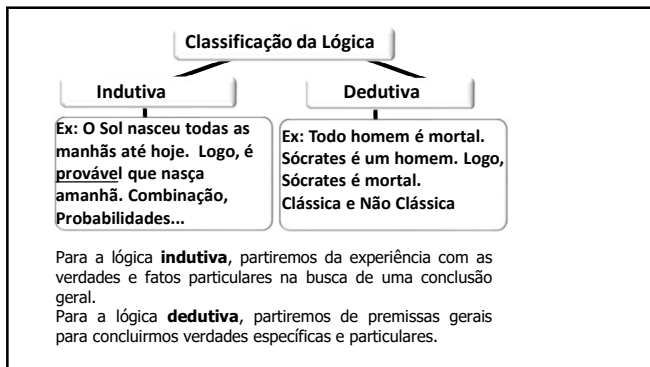 Classificação da Lógica
Indutiva
Dedutiva
Ex: O Sol nasceu todas as
manhãs até hoje. Logo, é
provável que nasça
amanhã. Combinação,
Probabilidades...
Ex: Todo homem é mortal.
Sócrates é um homem. Logo,
Sócrates é mortal.
Clássica e Não Clássica
Para a lógica indutiva, partiremos da experiência com as
verdades e fatos particulares na busca de uma conclusão
geral.
Para a lógica dedutiva, partiremos de premissas gerais
para concluirmos verdades específicas e particulares.